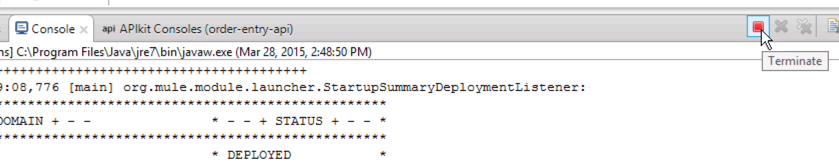 Console api APIkit Consoles (order-entry-api)
ns] C:\Program Files\Java\jre7\bin\javaw.exe (Mar 28, 2015, 2:48:50 PM)
Terminate
+++++++++++++++++++++++++++++++++++++++
9:08,776 [main] org.mule.module.launcher.StartupSummaryDeploymentListener:
**************************************************
DOMAIN + - - * - - + STATUS + - - *
**************************************************
* DEPLOYED *